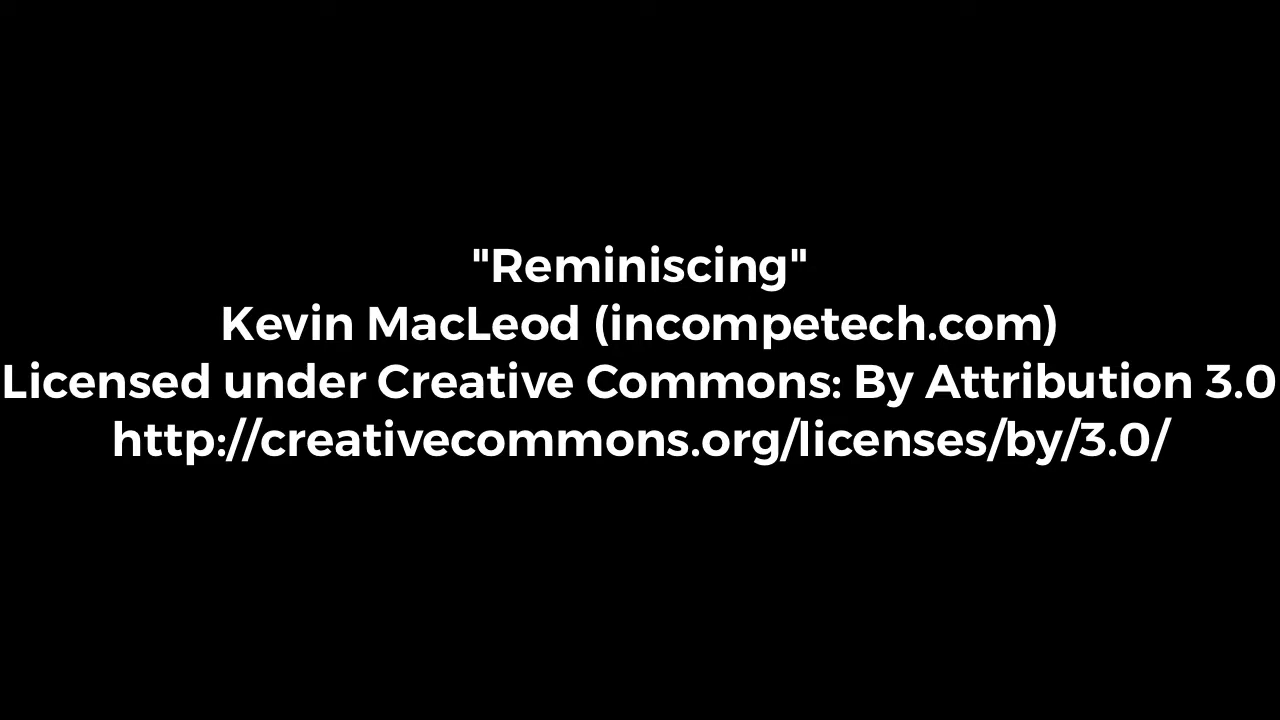 "Reminiscing"
Kevin MacLeod (incompetech.com)
Licensed under Creative Commons: By Attribution 3.0
http://creativecommons.org/licenses/by/3.0/